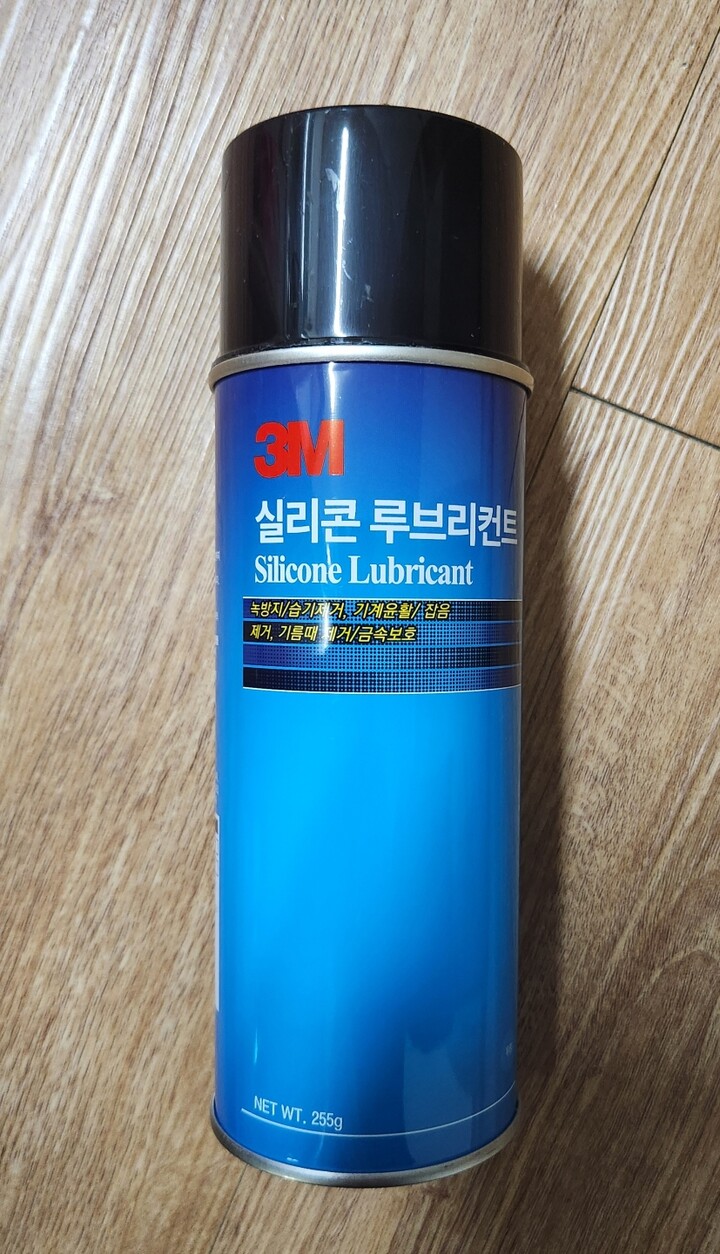 3M
실리콘 루브리컨트
Silicone Lubricant
녹방지/습기제거, 기계윤활/ 잡음
제거, 기름때 제거/금속보호
NET WT. 255g